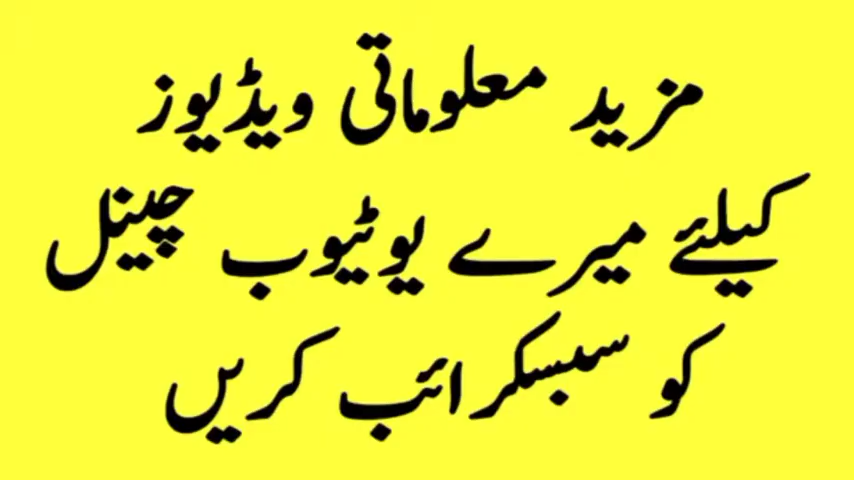 مزید معلوماتی ویڈیوز
کیلئے میرے یوٹیوب چینل
کو سبسکرائب کریں